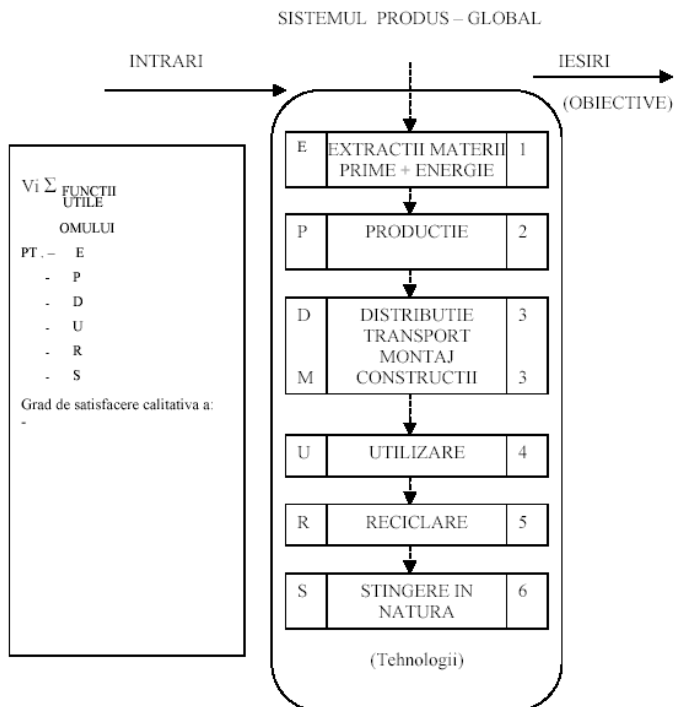 SISTEMUL PRODUS – GLOBAL
INTRARI
IESIRI
(OBIECTIVE)
Vi Σ FUNCTII
UTILE
OMULUI
PT . – E
- P
- D
- U
- R
- S
Grad de satisfacere calitativa a:
-
E EXTRACTII MATERII 1
PRIME + ENERGIE
P PRODUCTIE 2
D DISTRIBUTIE 3
TRANSPORT
MONTAJ
M CONSTRUCTII 3
U UTILIZARE 4
R RECICLARE 5
S STINGERE IN 6
NATURA
(Tehnologii)